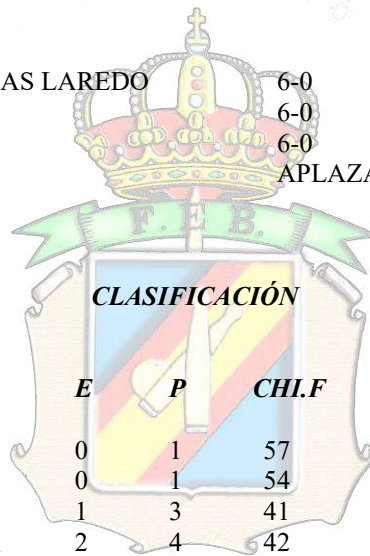 AS LAREDO 6-0
6-0
6-0
APLAZA
F. E B.
CLASIFICACIÓN
E P CHI.F
0 1 57
0 1 54
1 3 41
2 4 42